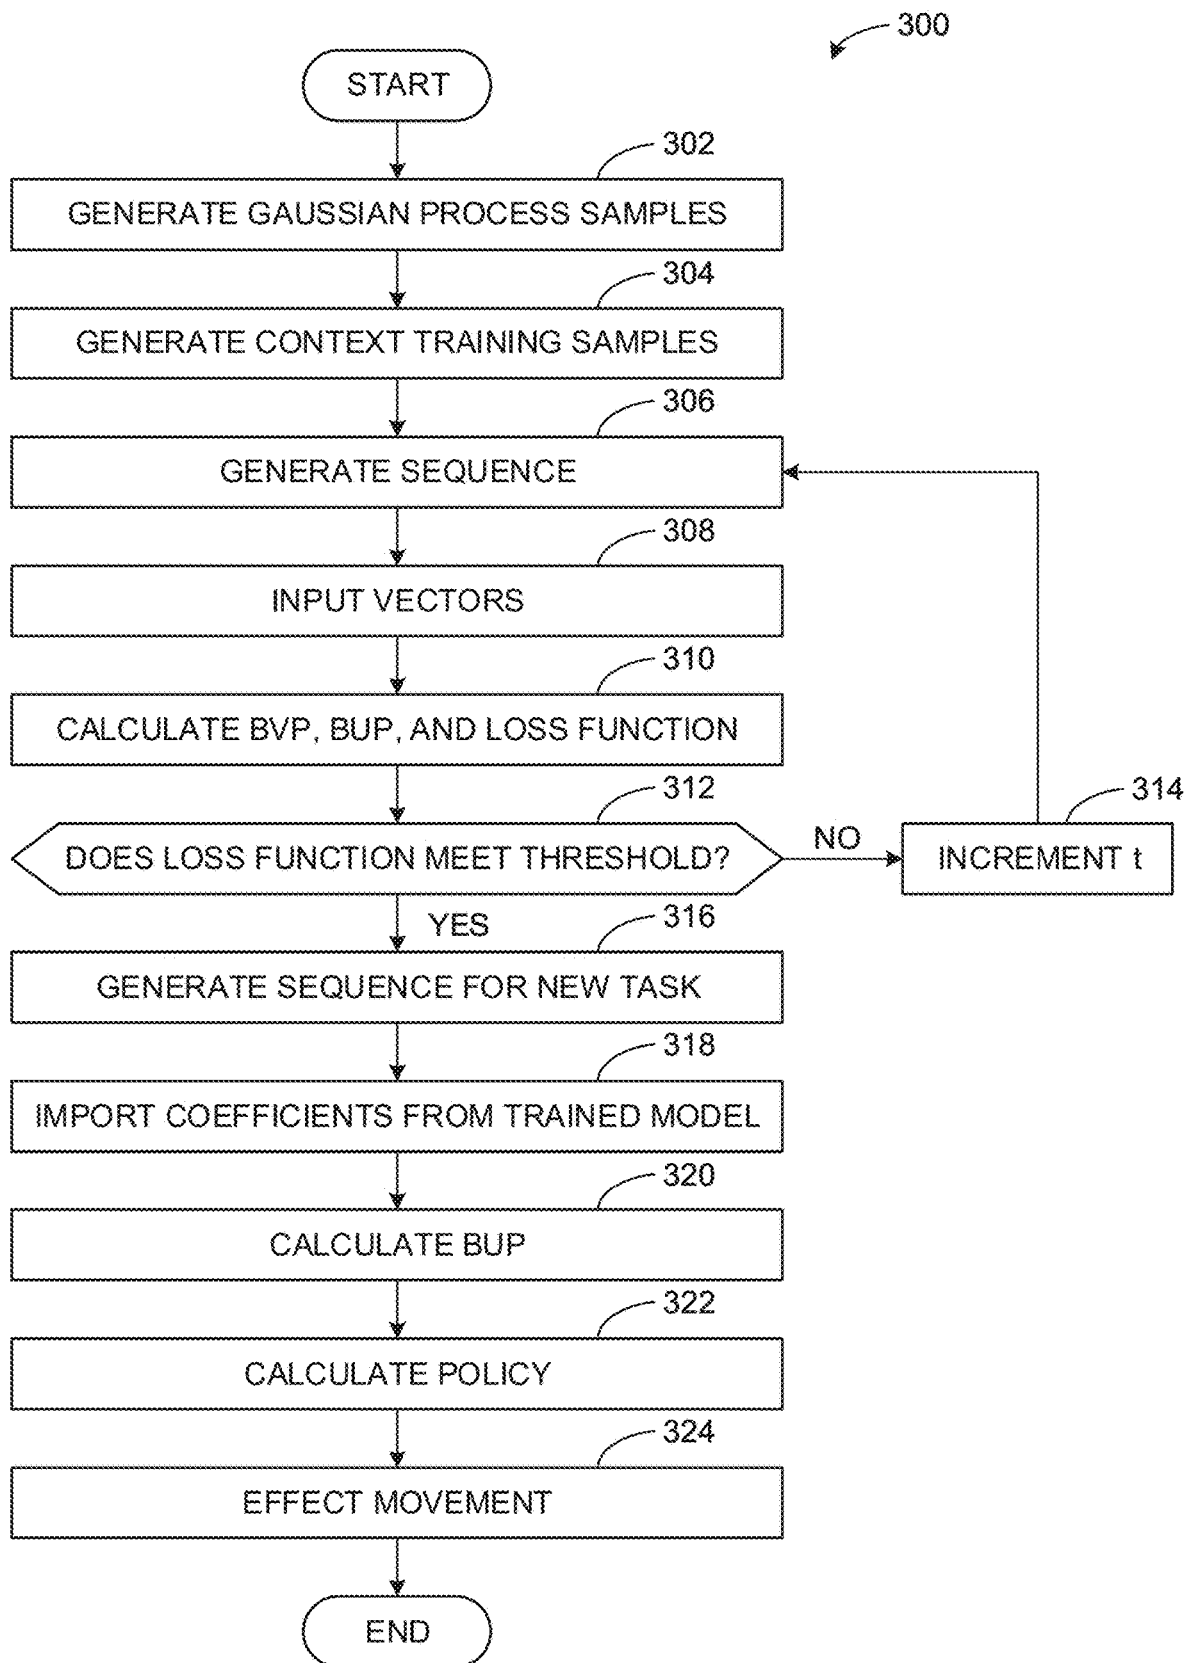 300
START
302
GENERATE GAUSSIAN PROCESS SAMPLES
304
GENERATE CONTEXT TRAINING SAMPLES
306
GENERATE SEQUENCE
308
INPUT VECTORS
310
CALCULATE BVP, BUP, AND LOSS FUNCTION
312
DOES LOSS FUNCTION MEET THRESHOLD?
NO
314
INCREMENT t
YES
316
GENERATE SEQUENCE FOR NEW TASK
318
IMPORT COEFFICIENTS FROM TRAINED MODEL
320
CALCULATE BUP
322
CALCULATE POLICY
324
EFFECT MOVEMENT
END